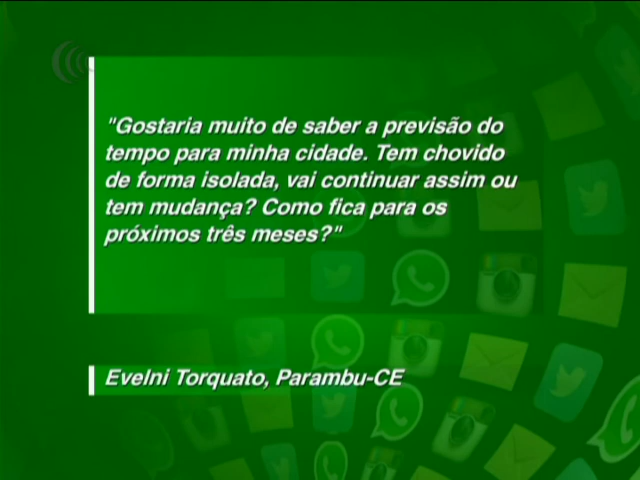 "Gostaria muito de saber a previsão do
tempo para minha cidade. Tem chovido
de forma isolada, vai continuar assim ou
tem mudança? Como fica para os
próximos três meses?"
Evelni Torquato, Parambu-CE